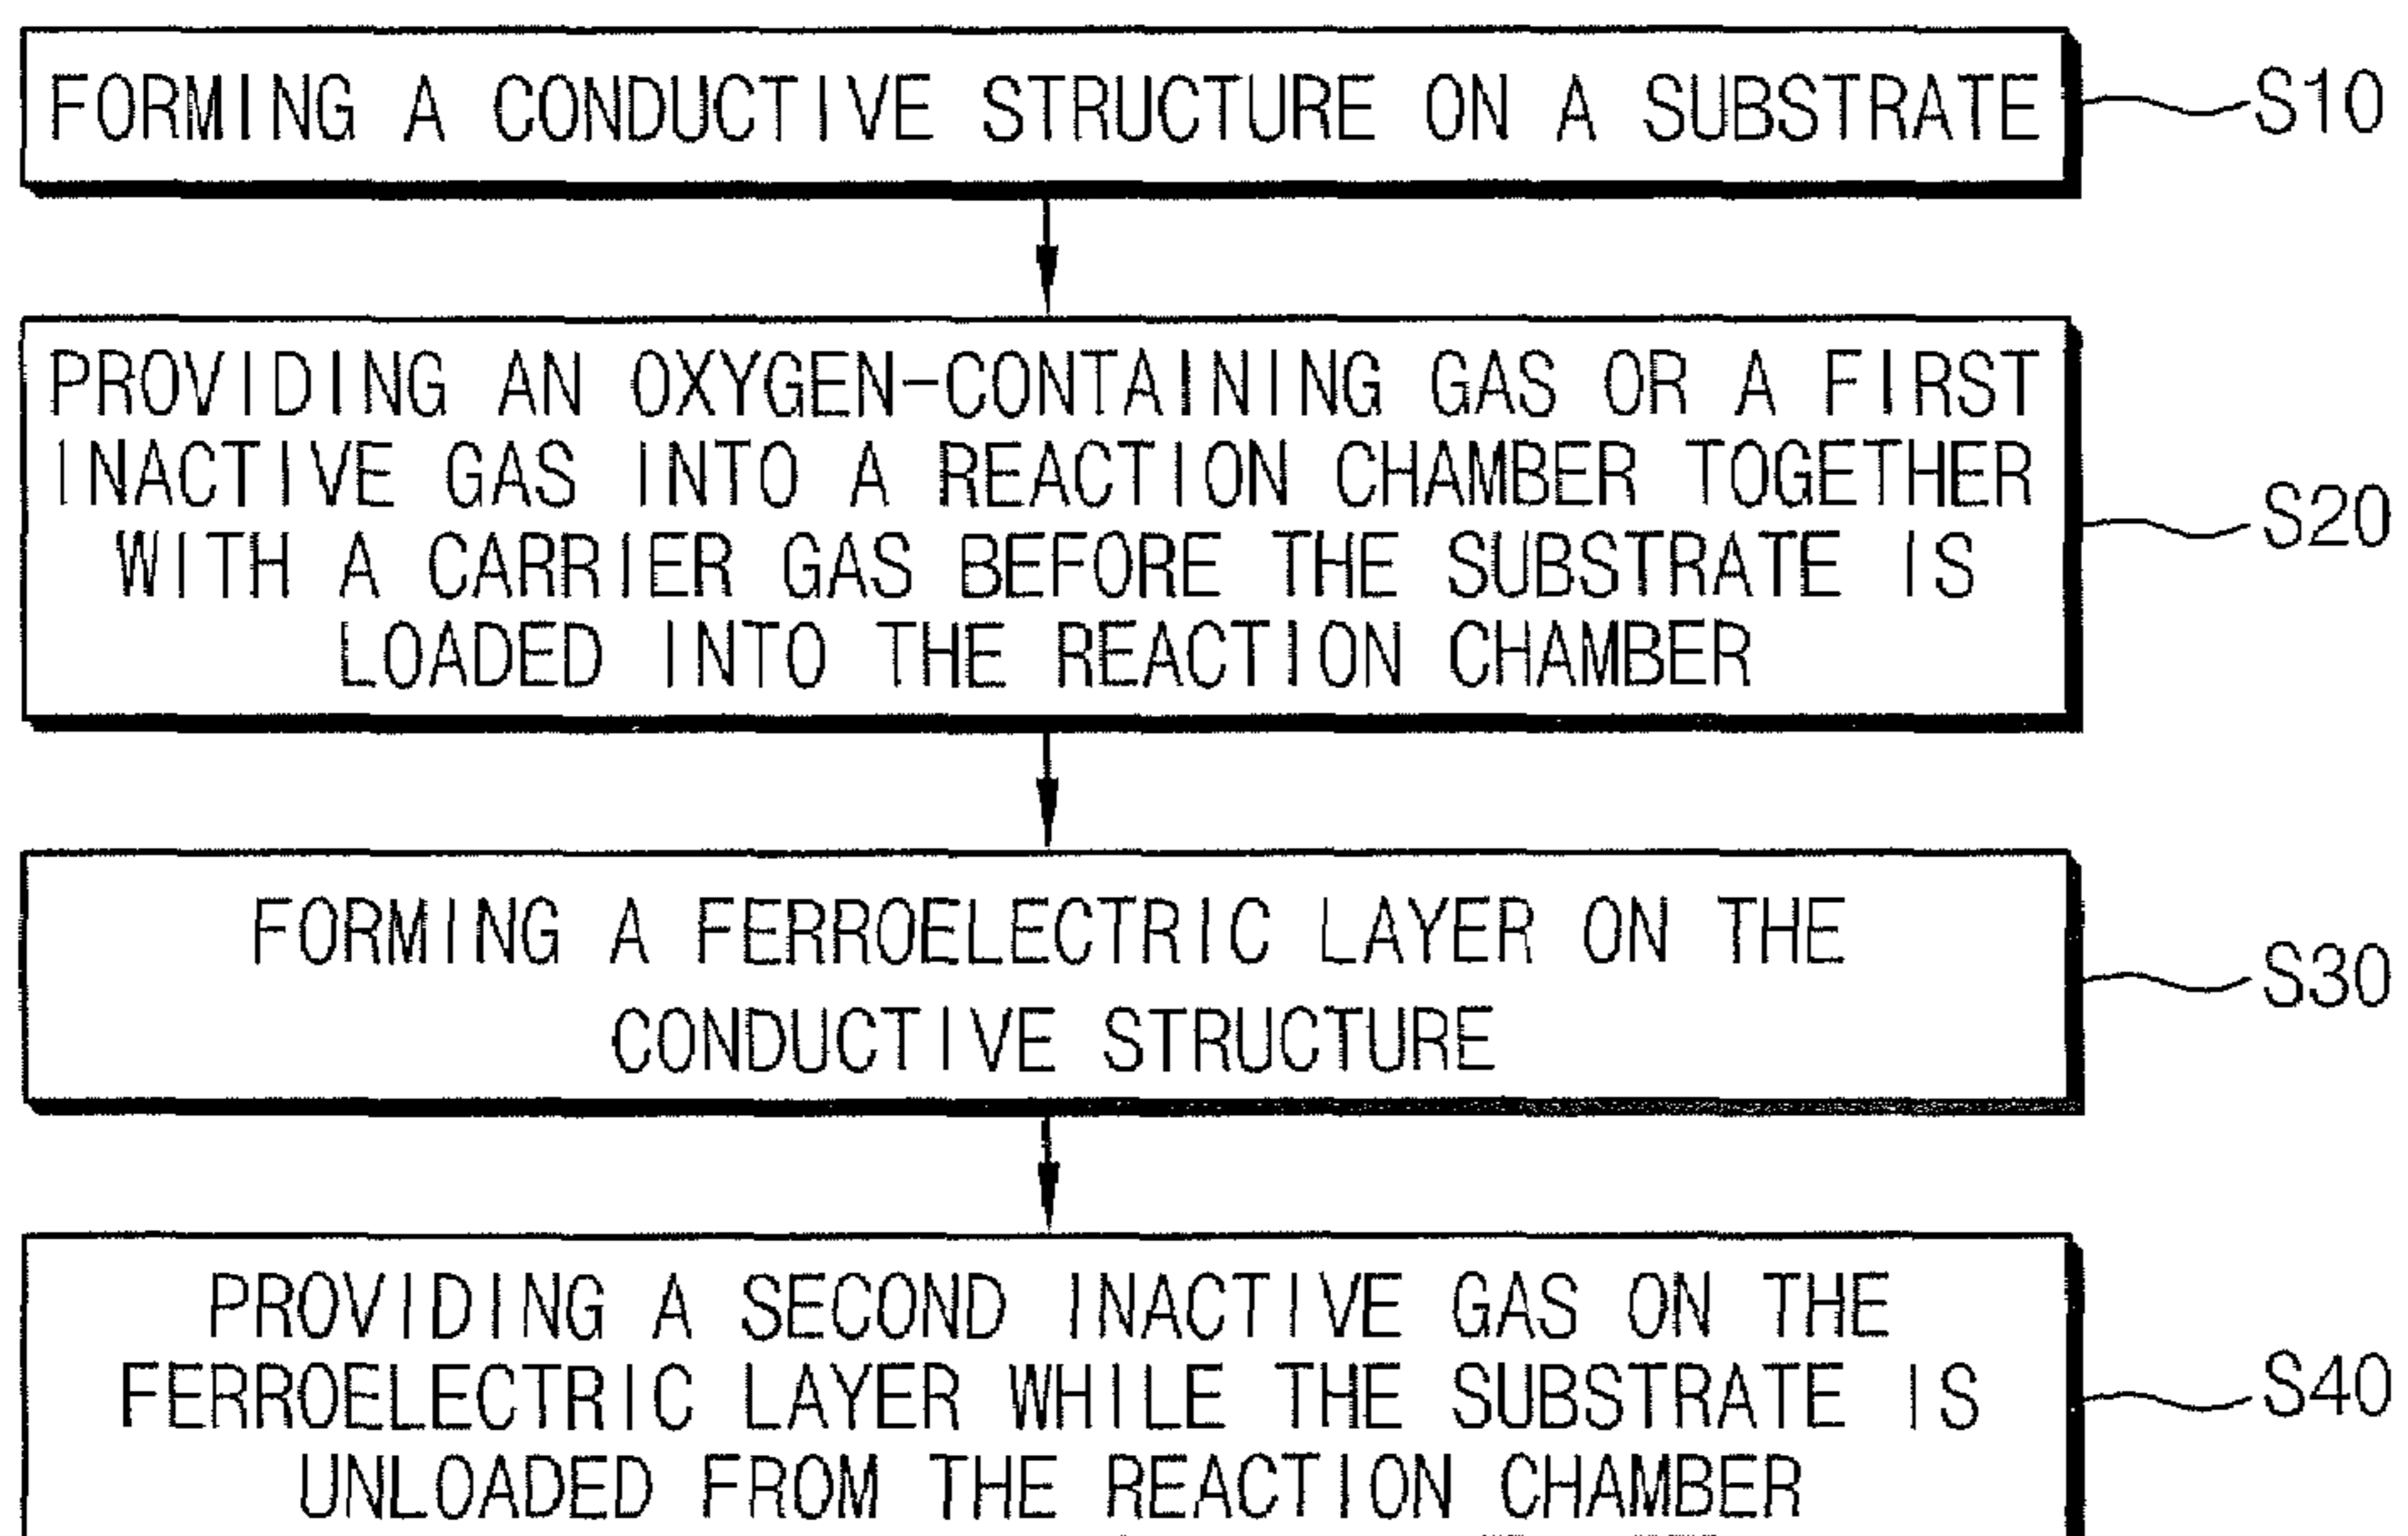 FORMING A CONDUCTIVE STRUCTURE ON A SUBSTRATE
S10
PROVIDING AN OXYGEN-CONTAINING GAS OR A FIRST
INACTIVE GAS INTO A REACTION CHAMBER TOGETHER
WITH A CARRIER GAS BEFORE THE SUBSTRATE IS
LOADED INTO THE REACTION CHAMBER
S20
FORMING A FERROELECTRIC LAYER ON THE
CONDUCTIVE STRUCTURE
S30
PROVIDING A SECOND INACTIVE GAS ON THE
FERROELECTRIC LAYER WHILE THE SUBSTRATE IS
UNLOADED FROM THE REACTION CHAMBER
S40